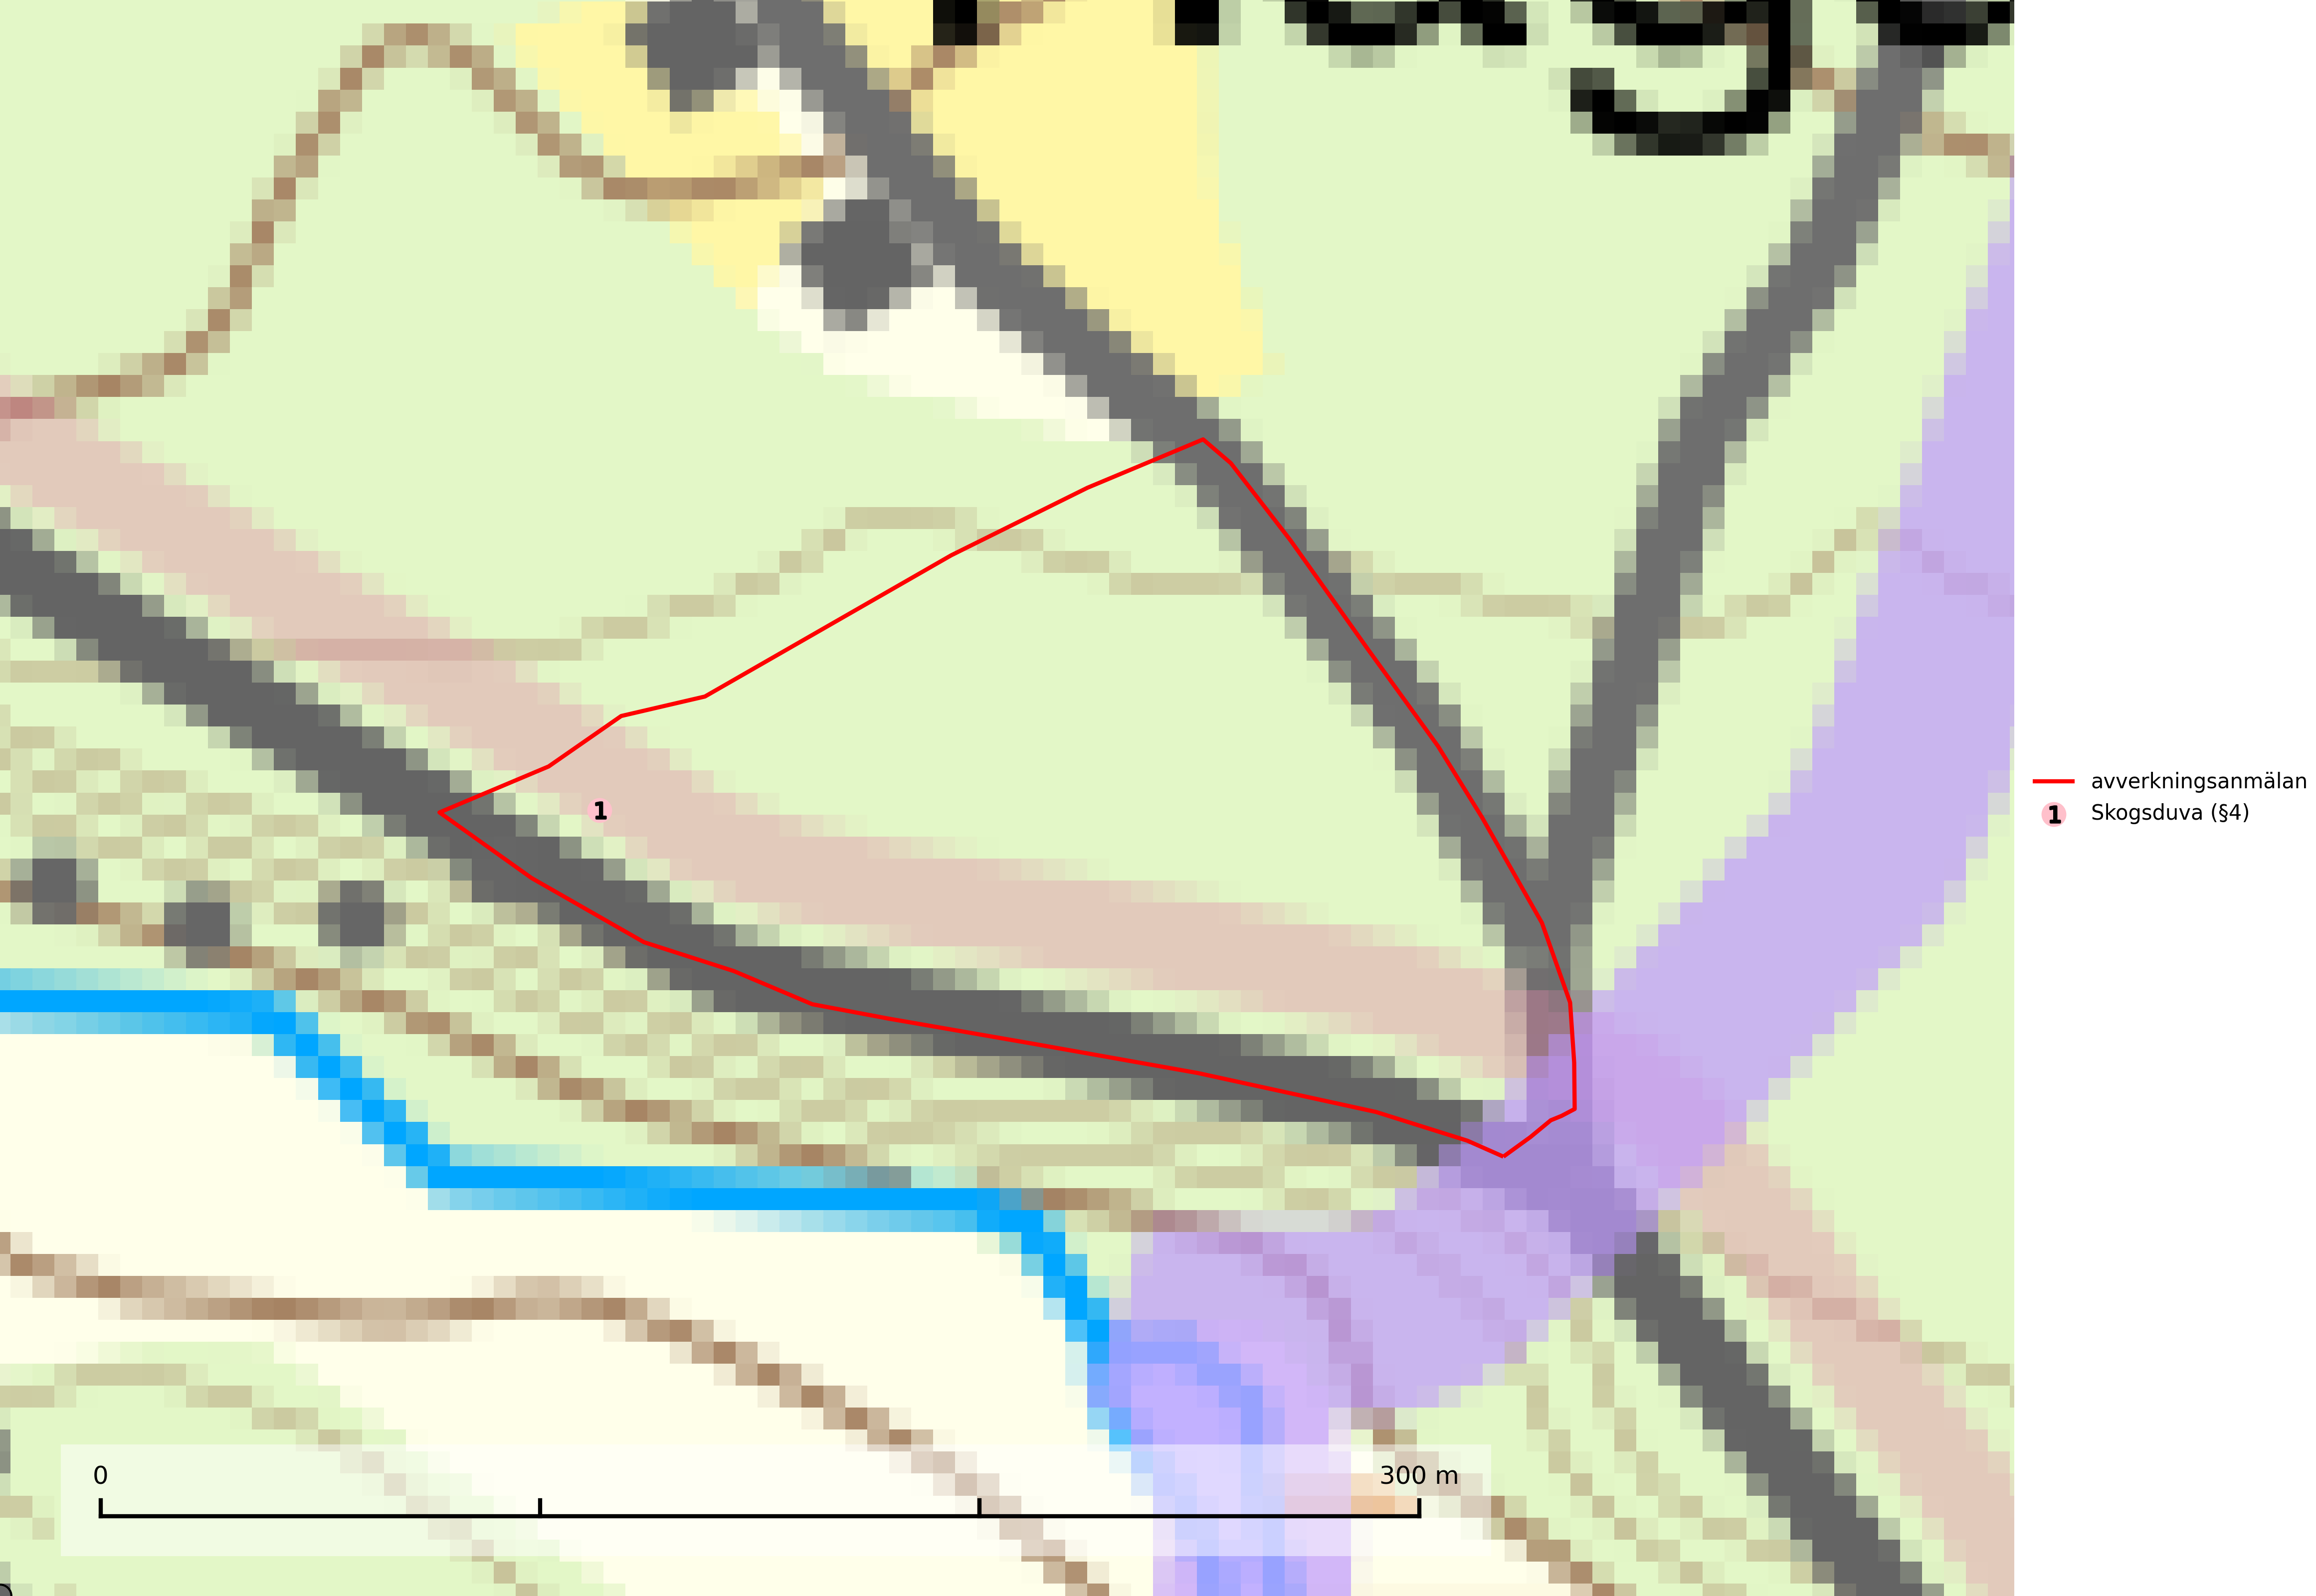 1
avverkningsanmälan
1 Skogsduva (§4)
0 300 m